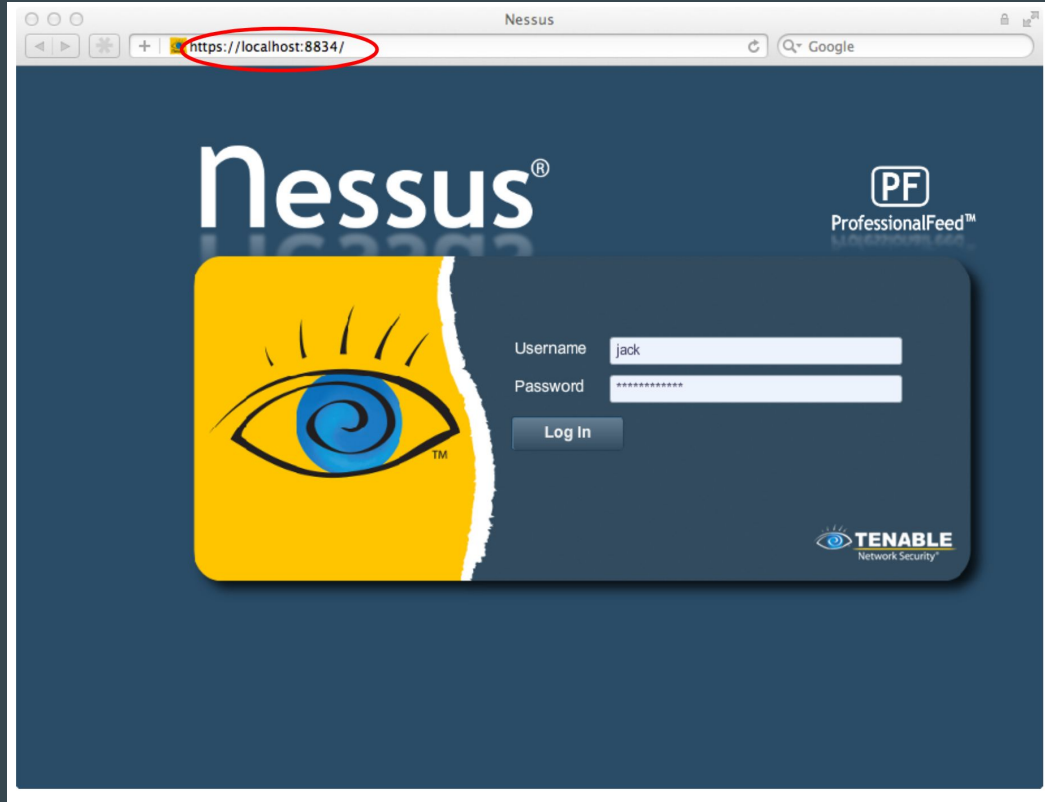 Nessus
https://localhost:8834/
Google
Nessus®
PF
ProfessionalFeed™
Username
jack
Password
************
Log In
TM
TENABLE
Network Security®